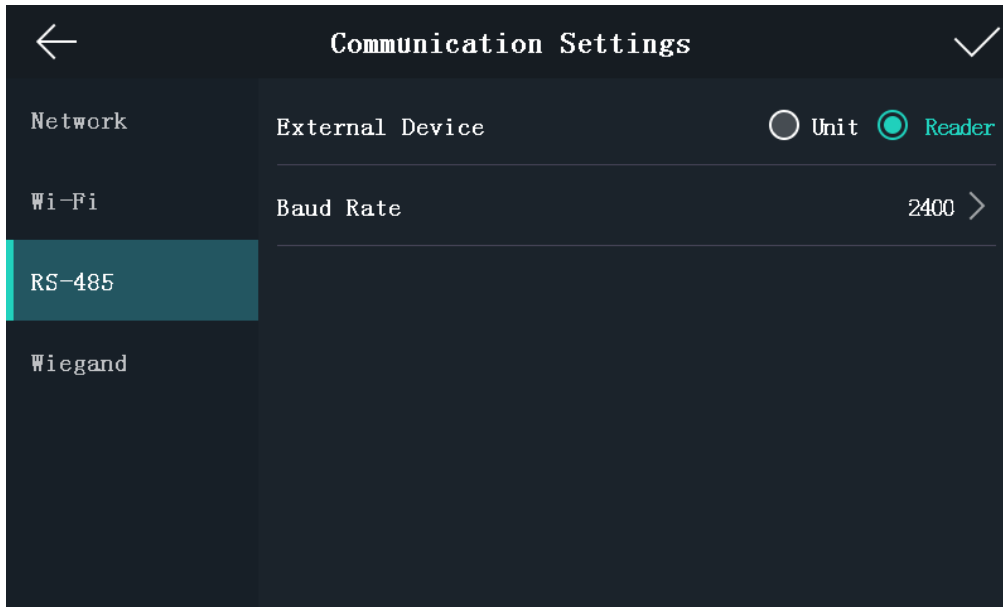 Communication Settings
Network
Wi-Fi
RS-485
Wiegand
External Device Unit Reader
Baud Rate 2400